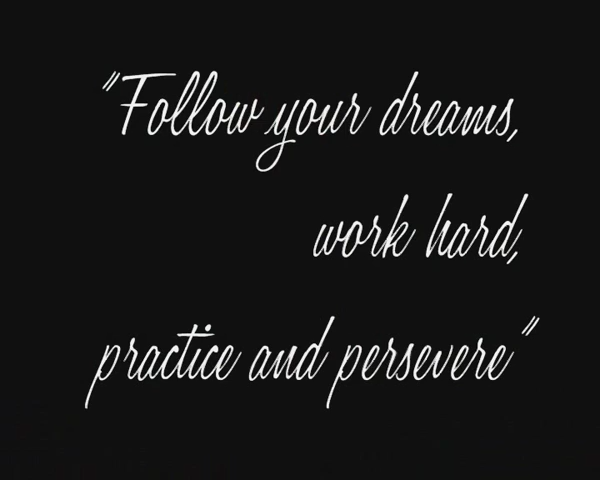 "Follow your dreams,
work hard,
practice and persevere"